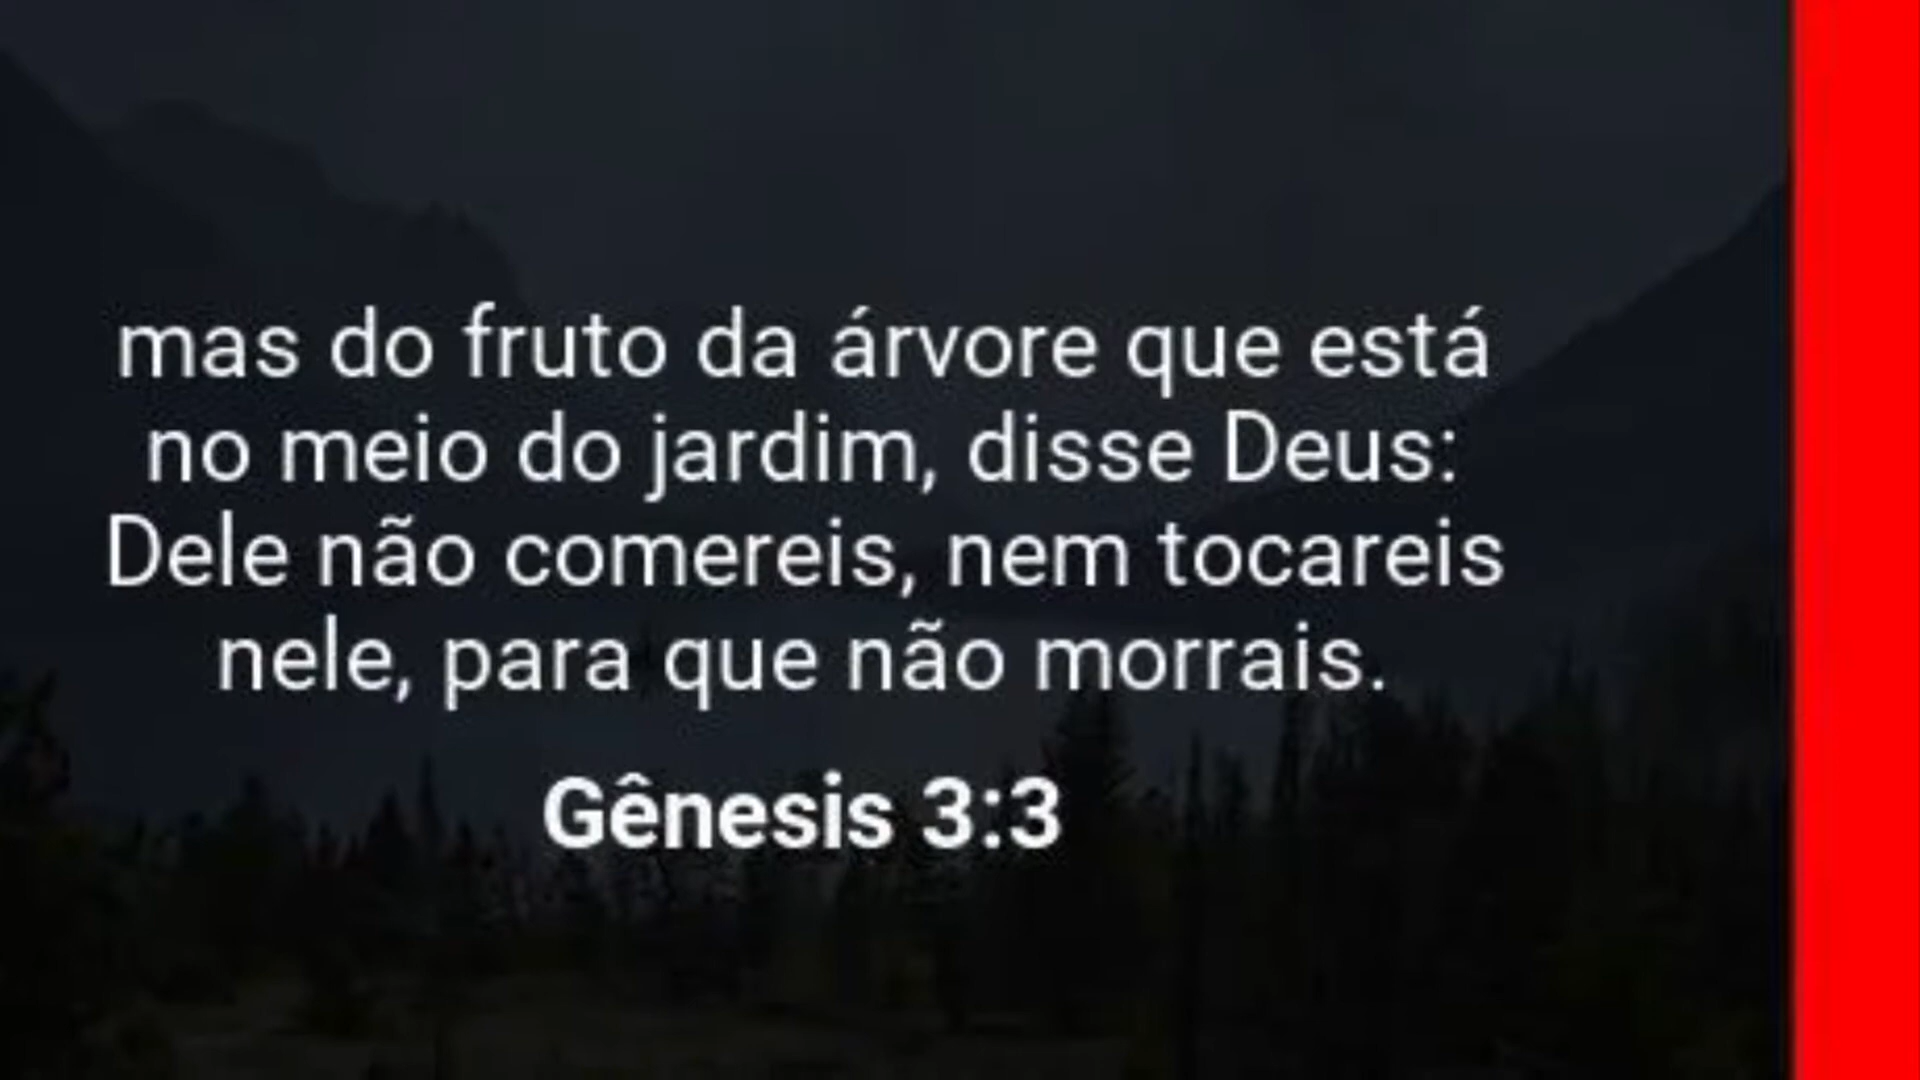 mas do fruto da árvore que está
no meio do jardim, disse Deus:
Dele não comereis, nem tocareis
nele, para que não morrais.
Gênesis 3:3